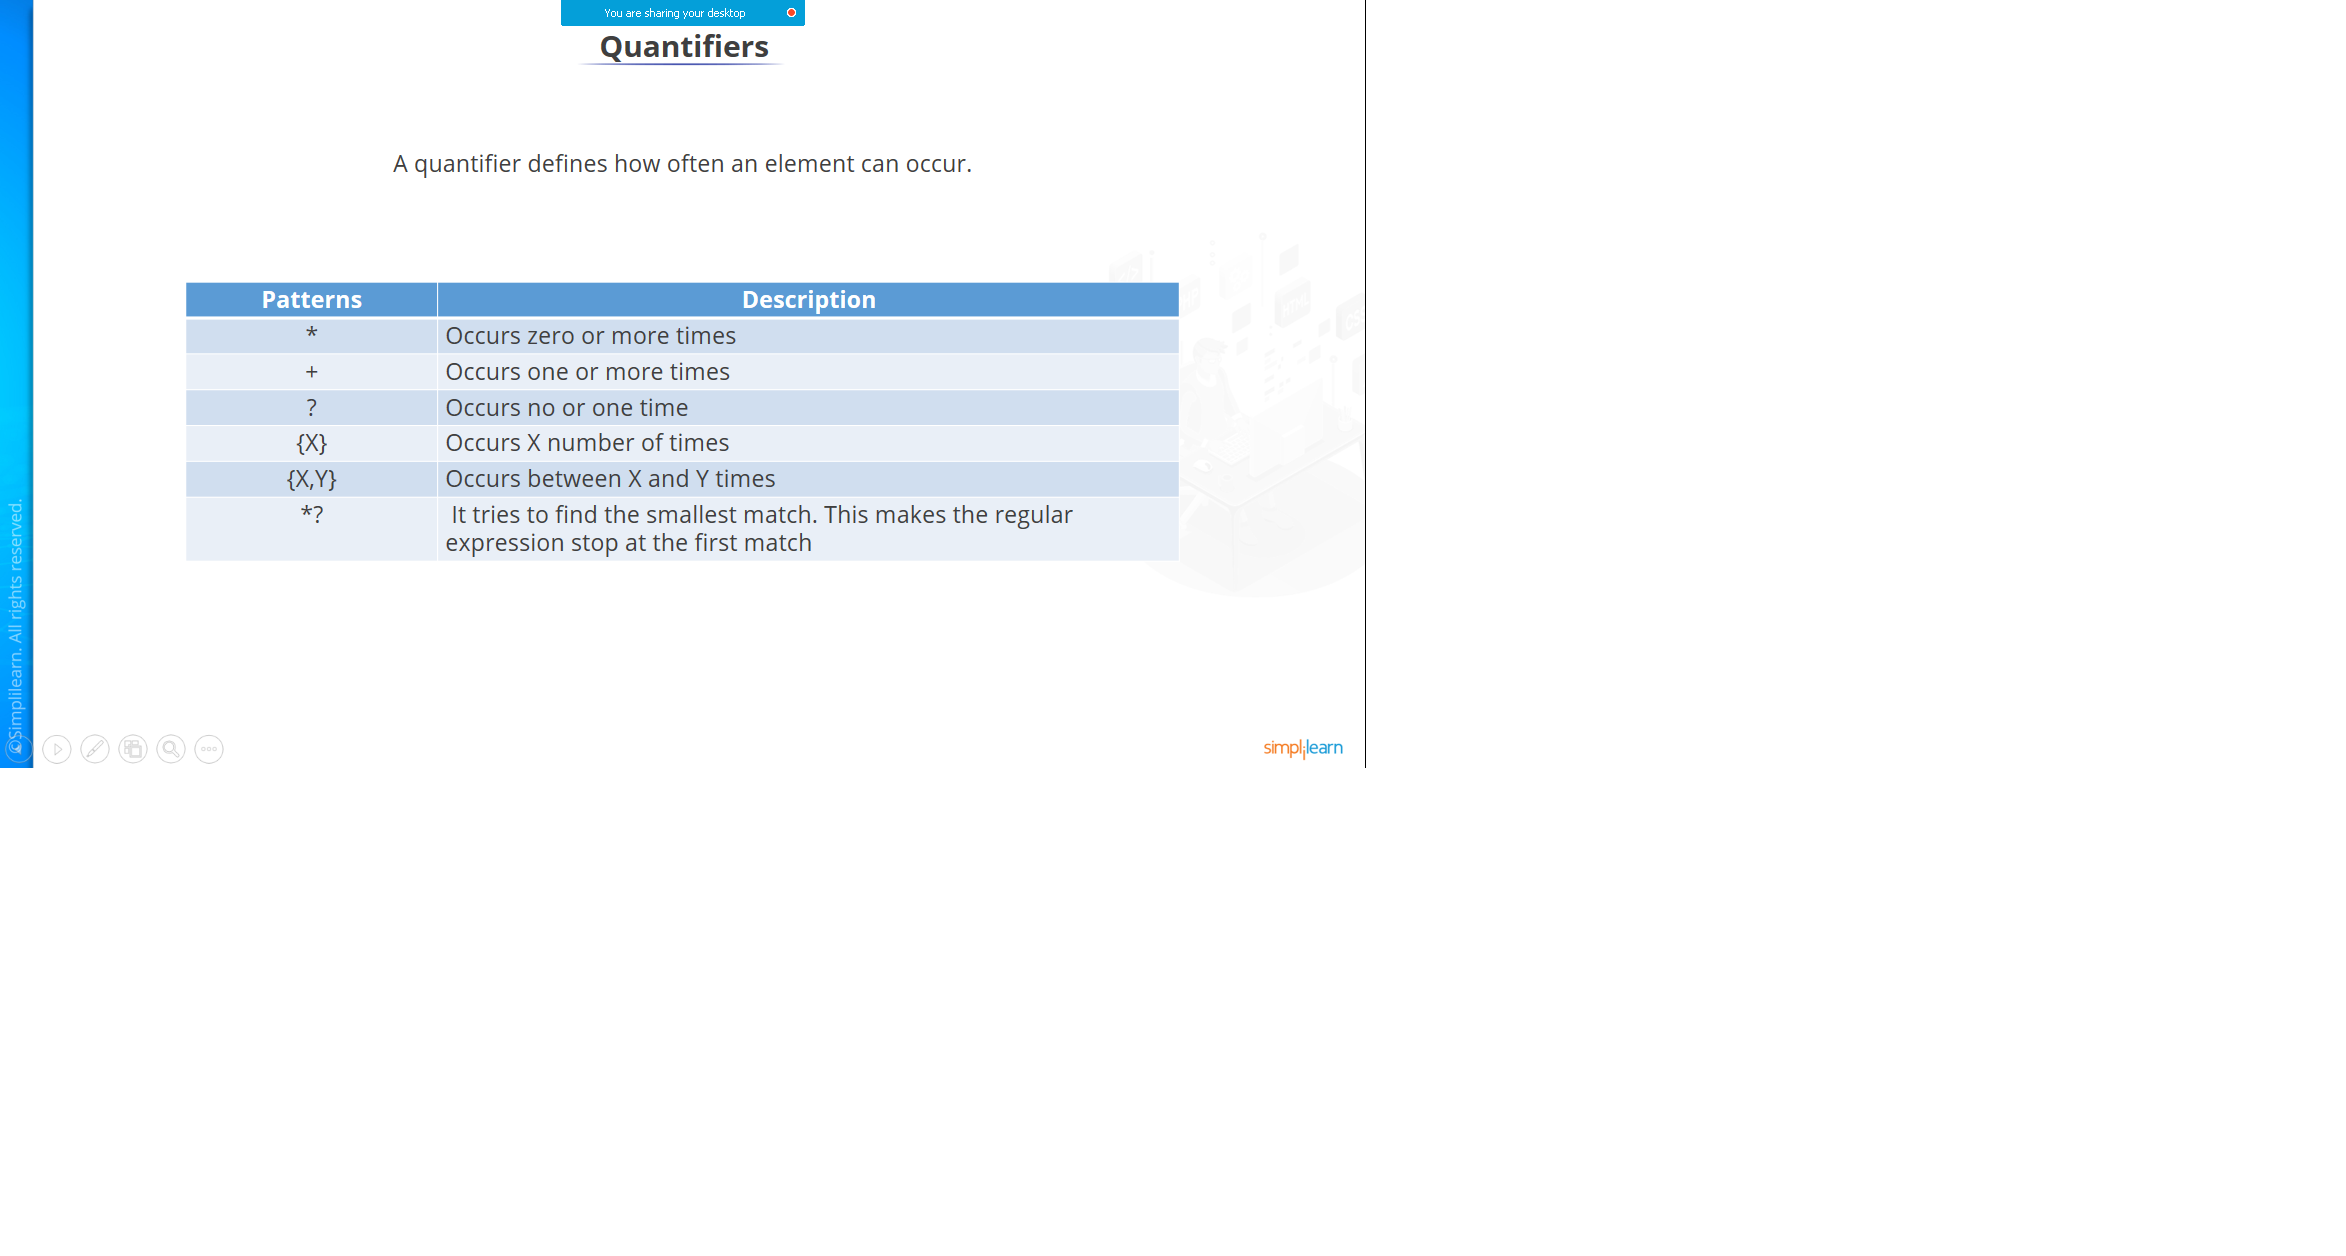 You are sharing your desktop
Quantifiers
A quantifier defines how often an element can occur.
Patterns Description
* Occurs zero or more times
+ Occurs one or more times
? Occurs no or one time
{X} Occurs X number of times
{X,Y} Occurs between X and Y times
*? It tries to find the smallest match. This makes the regular
expression stop at the first match
©Simplilearn. All rights reserved.
simplilearn